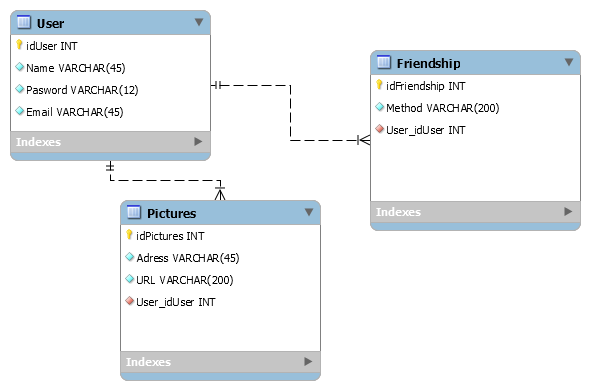 User
idUser INT
Name VARCHAR(45)
Pasword VARCHAR(12)
Email VARCHAR(45)
Indexes
Friendship
idFriendship INT
Method VARCHAR(200)
User_idUser INT
Indexes
Pictures
idPictures INT
Adress VARCHAR(45)
URL VARCHAR(200)
User_idUser INT
Indexes